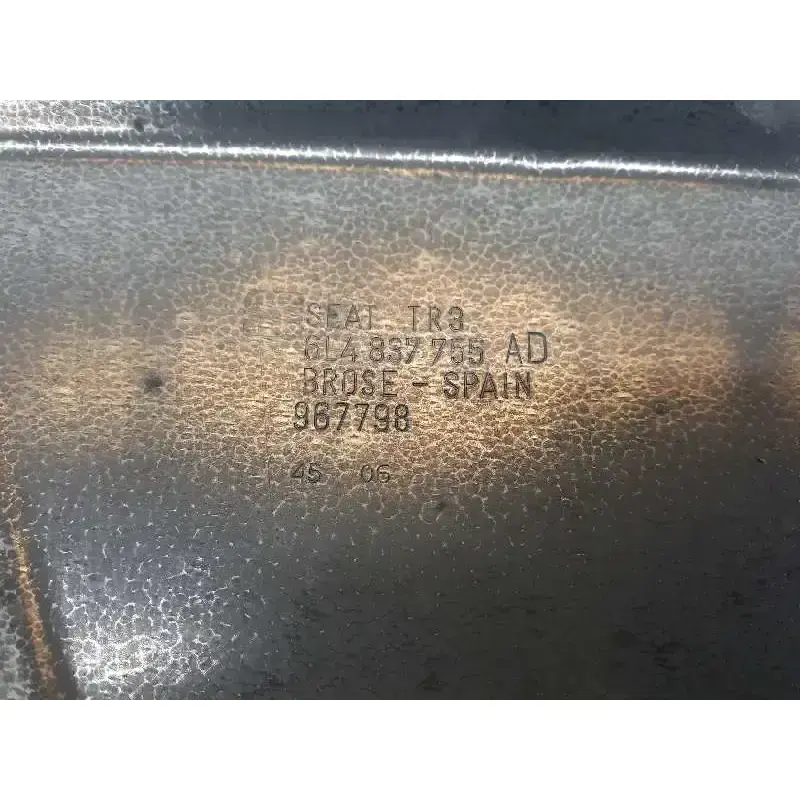 SEAT TR3
6L4 837 755 AD
BROSE - SPAIN
967798
45 06